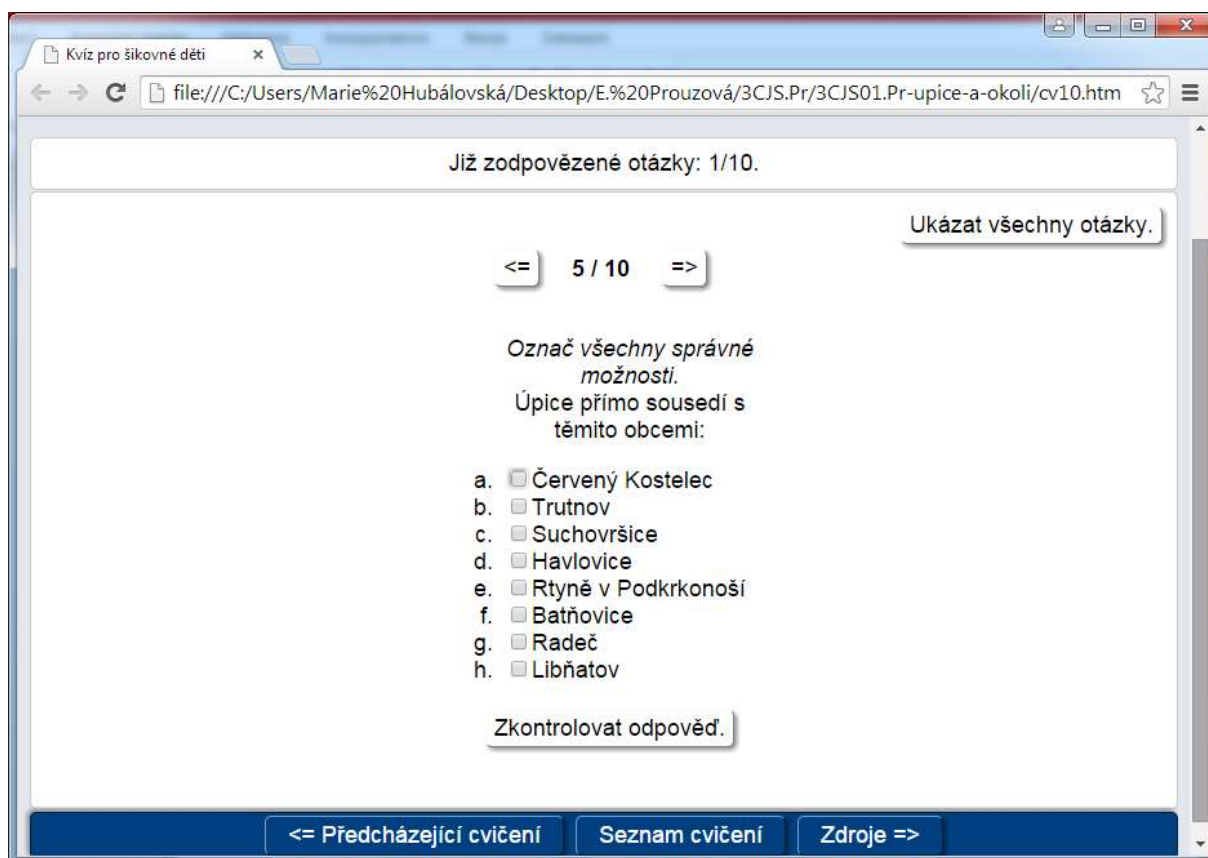 Kvíz pro šikovné děti
file:///C:/Users/Marie%20Hubálovská/Desktop/E.%20Prouzová/3CJS.Pr/3CJS01.Pr-upice-a-okoli/cv10.htm
Již zodpovězené otázky: 1/10.
Ukázat všechny otázky.
<= 5 / 10 =>
Označ všechny správné
možnosti.
Úpice přímo sousedí s
těmito obcemi:
a. Červený Kostelec
b. Trutnov
c. Suchovršice
d. Havlovice
e. Rtyně v Podkrkonoší
f. Batňovice
g. Radeč
h. Libňatov
Zkontrolovat odpověď.
<= Předcházející cvičení Seznam cvičení Zdroje =>